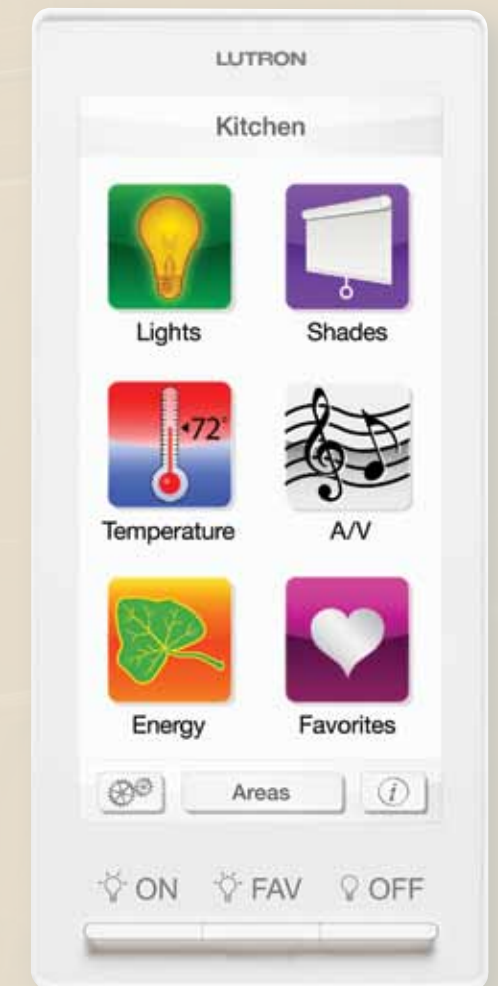 LUTRON
Kitchen
Lights Shades
72°
Temperature A/V
Energy Favorites
Areas i
ON FAV OFF